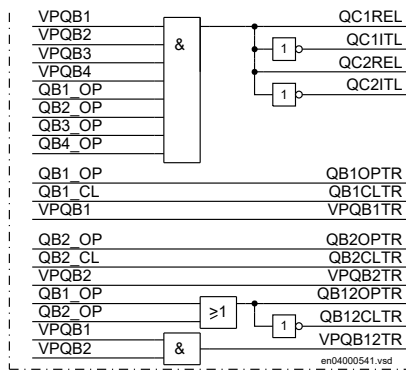 VPQB1 QC1REL
VPQB2 & QC1ITL
VPQB3 1 QC2REL
VPQB4 QC2ITL
QB1_OP 1
QB2_OP
QB3_OP
QB4_OP
QB1_OP QB1OPTR
QB1_CL QB1CLTR
VPQB1 VPQB1TR
QB2_OP QB2OPTR
QB2_CL QB2CLTR
VPQB2 VPQB2TR
QB1_OP QB12OPTR
QB2_OP ≥1
VPQB1 1 QB12CLTR
VPQB2 & VPQB12TR
en04000541.vsd